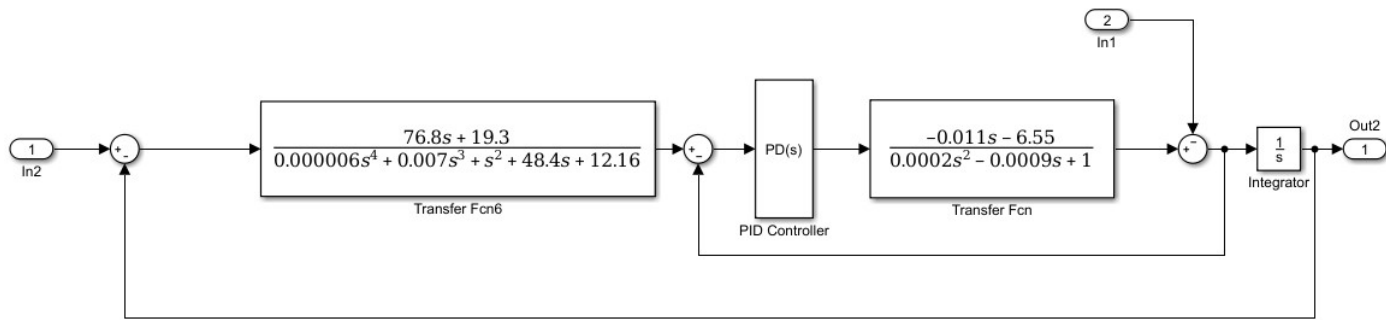 2
In1
1
In2
+
-
76.8s + 19.3
0.000006s⁴ + 0.007s³ + s² + 48.4s + 12.16
Transfer Fcn6
+
-
PD(s)
PID Controller
−0.011s − 6.55
0.0002s² − 0.0009s + 1
Transfer Fcn
+
−
1
s
Integrator
Out2
1